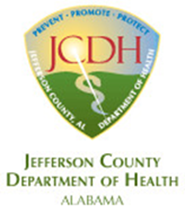 PREVENT • PROMOTE • PROTECT
JCDH
JEFFERSON COUNTY, AL
DEPARTMENT OF HEALTH
JEFFERSON COUNTY
DEPARTMENT OF HEALTH
ALABAMA